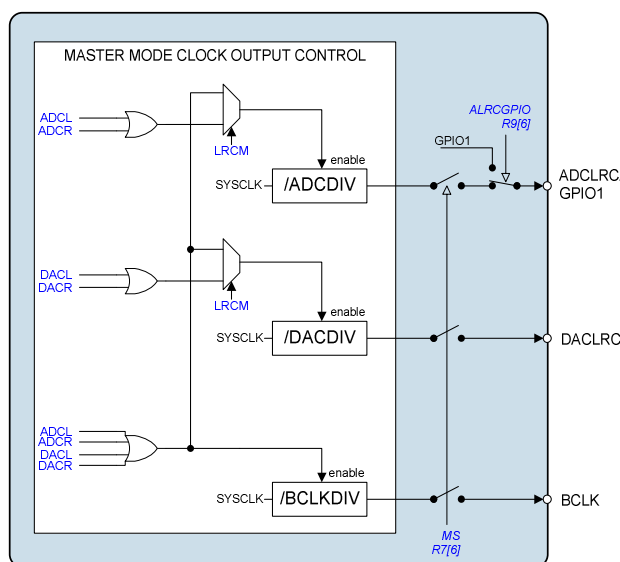 MASTER MODE CLOCK OUTPUT CONTROL
ADCL
ADCR
LRCM
enable
SYSCLK
/ADCDIV
GPIO1
ALRCGPIO
R9[6]
ADCLRC/
GPIO1
DACL
DACR
LRCM
enable
SYSCLK
/DACDIV
DACLRC
ADCL
ADCR
DACL
DACR
enable
SYSCLK
/BCLKDIV
BCLK
MS
R7[6]